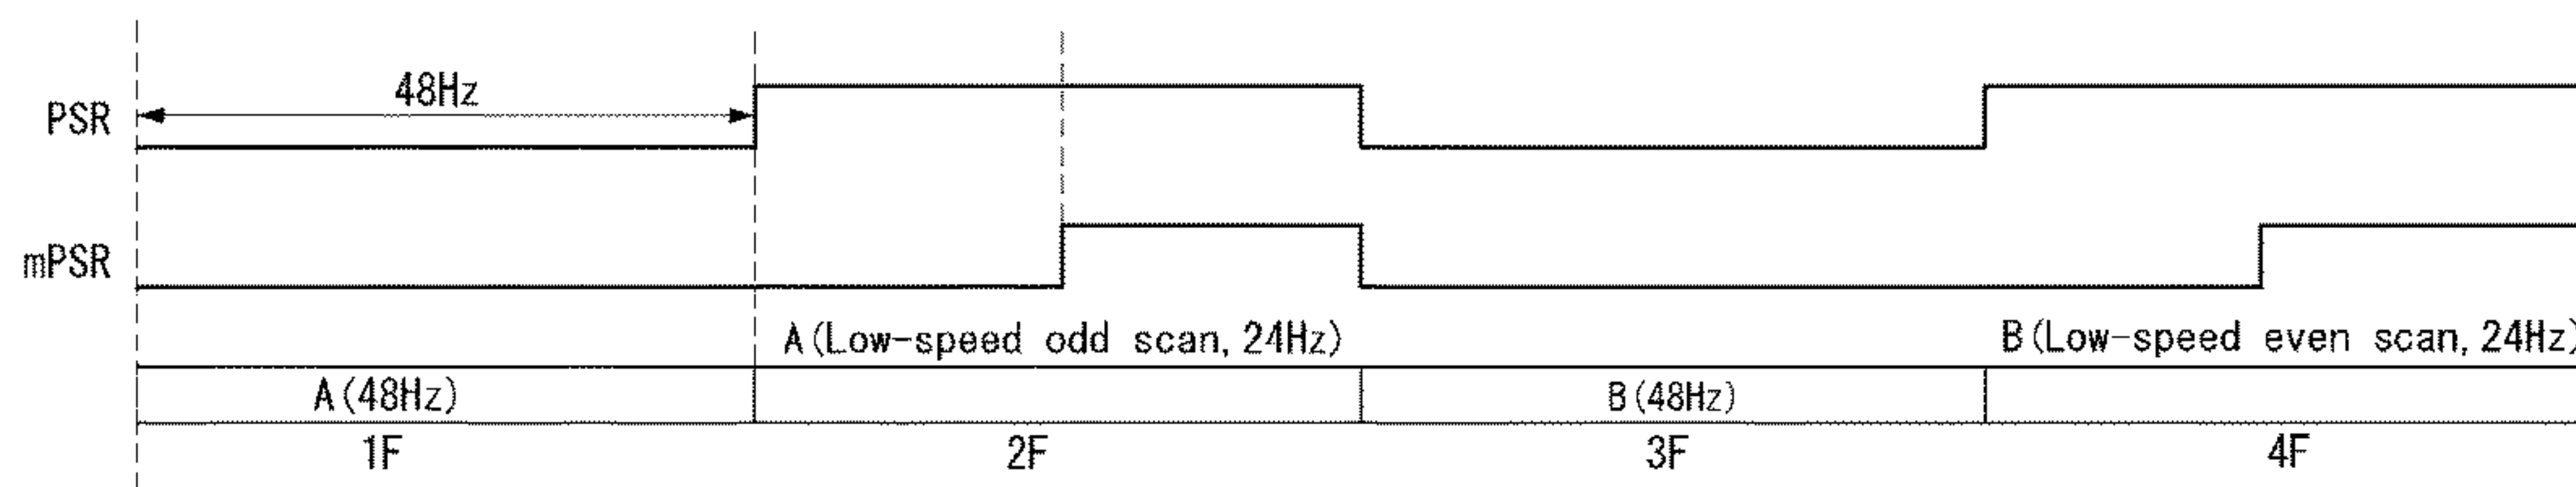 48Hz
PSR
mPSR
A(Low-speed odd scan, 24Hz)
B(Low-speed even scan, 24Hz)
A(48Hz)
B(48Hz)
1F
2F
3F
4F